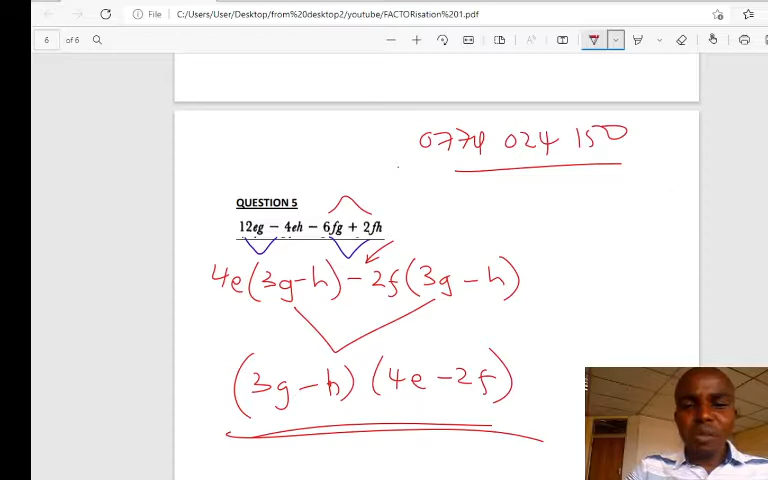 File | C:/Users/User/Desktop/from%20desktop2/youtube/FACTORisation%201.pdf
6 of 6
0774 024 150
QUESTION 5
12eg − 4eh − 6fg + 2fh
4e(3g-h) - 2f(3g - h)
(3g - h) (4e - 2f)